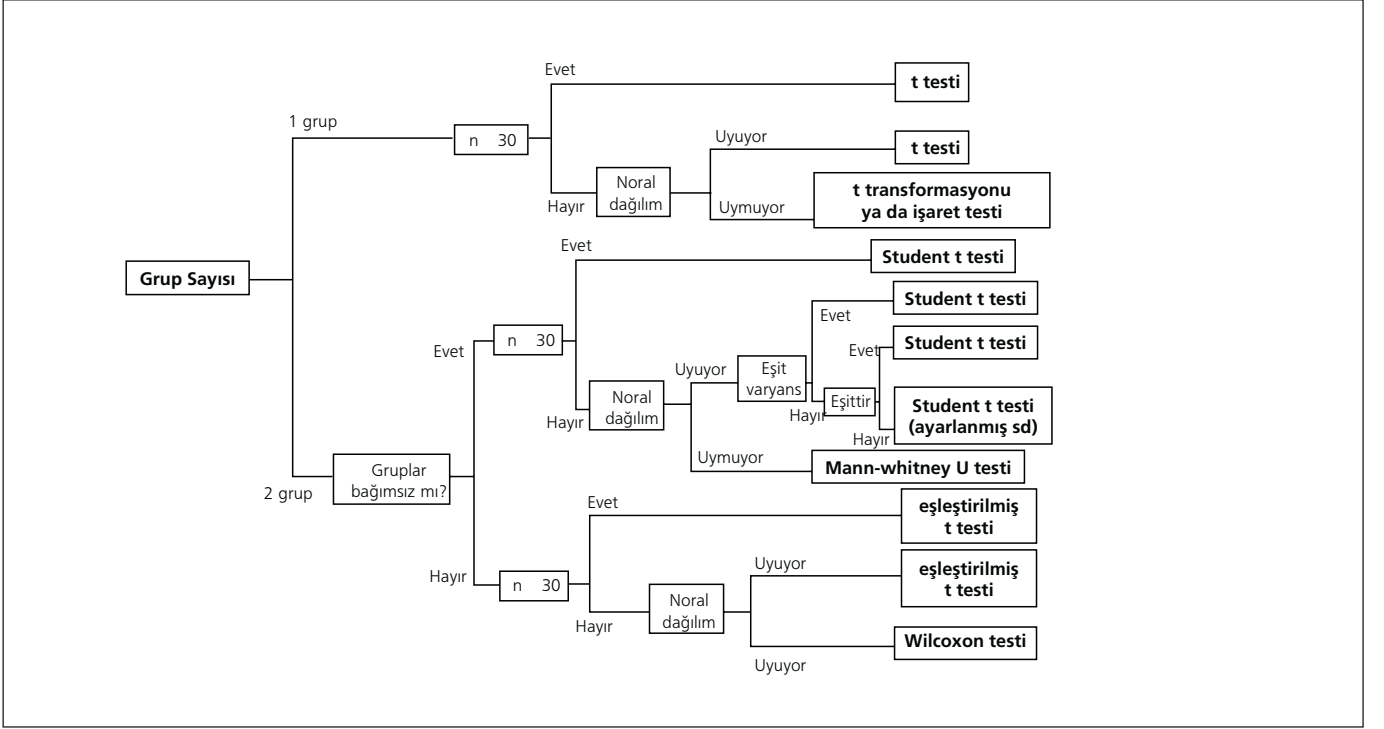 Evet
t testi
1 grup
n 30
Uyuyor
t testi
Noral
dağılım
Hayır
Uymuyor
t transformasyonu
ya da işaret testi
Evet
Student t testi
Grup Sayısı
Student t testi
Evet
n 30
Evet
Evet
Student t testi
Uyuyor
Eşit
varyans
Noral
dağılım
Hayır
Eşittir
Hayır
Student t testi
(ayarlanmış sd)
Hayır
Uymuyor
Mann-whitney U testi
Gruplar
bağımsız mı?
2 grup
Evet
eşleştirilmiş
t testi
Hayır
n 30
Uyuyor
eşleştirilmiş
t testi
Noral
dağılım
Hayır
Wilcoxon testi
Uyuyor